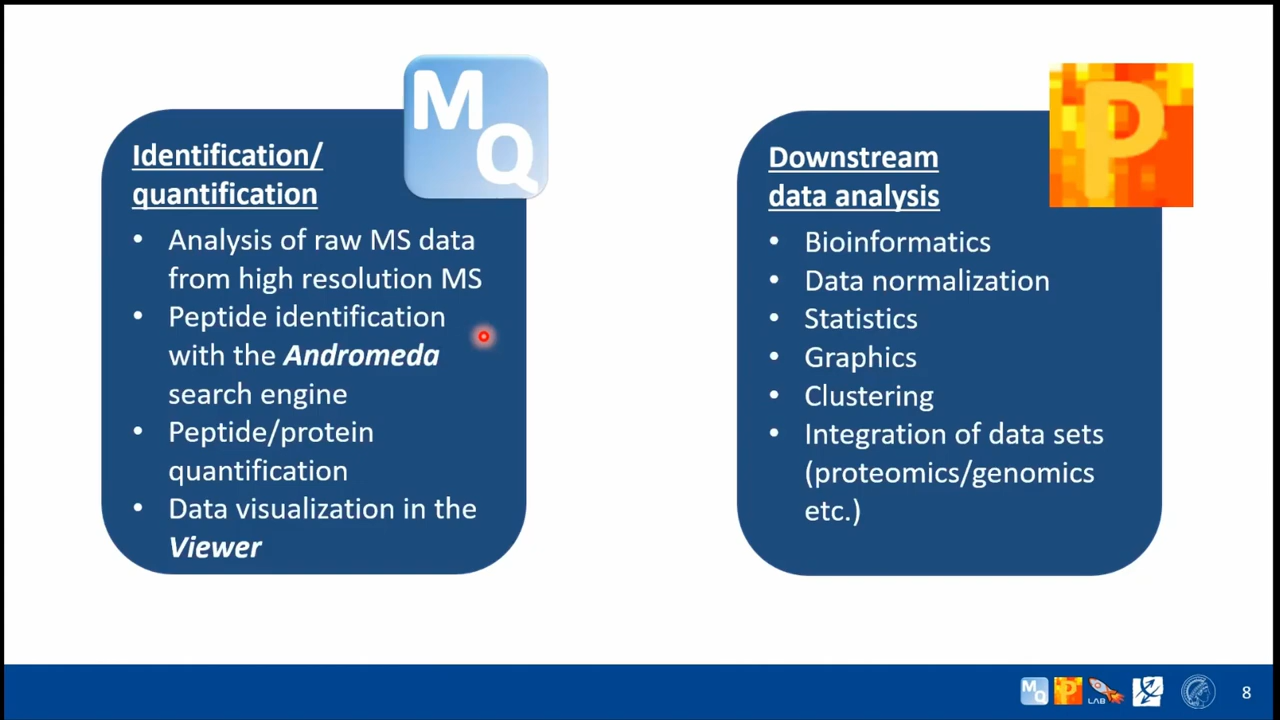 MQ
Identification/
quantification
• Analysis of raw MS data
from high resolution MS
• Peptide identification
with the Andromeda
search engine
• Peptide/protein
quantification
• Data visualization in the
Viewer
P
Downstream
data analysis
• Bioinformatics
• Data normalization
• Statistics
• Graphics
• Clustering
• Integration of data sets
(proteomics/genomics
etc.)
MQ P LAB 8